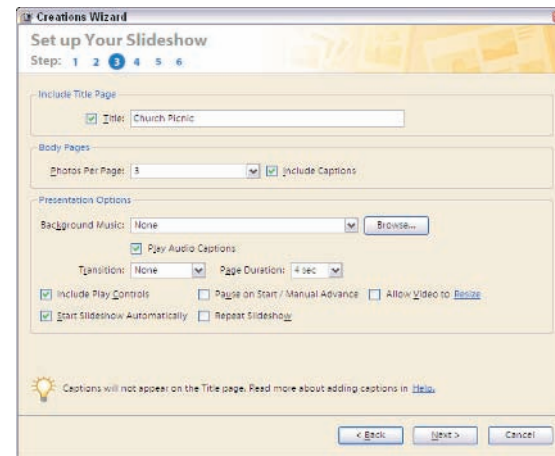 Creations Wizard
Set up Your Slideshow
Step: 1 2 3 4 5 6
Include Title Page
Title: Church Picnic
Body Pages
Photos Per Page: 3 Include Captions
Presentation Options
Background Music: None Browse...
Play Audio Captions
Transition: None Page Duration: 4 sec
Include Play Controls Pause on Start / Manual Advance Allow Video to Resize
Start Slideshow Automatically Repeat Slideshow
Captions will not appear on the Title page. Read more about adding captions in Help.
< Back Next > Cancel